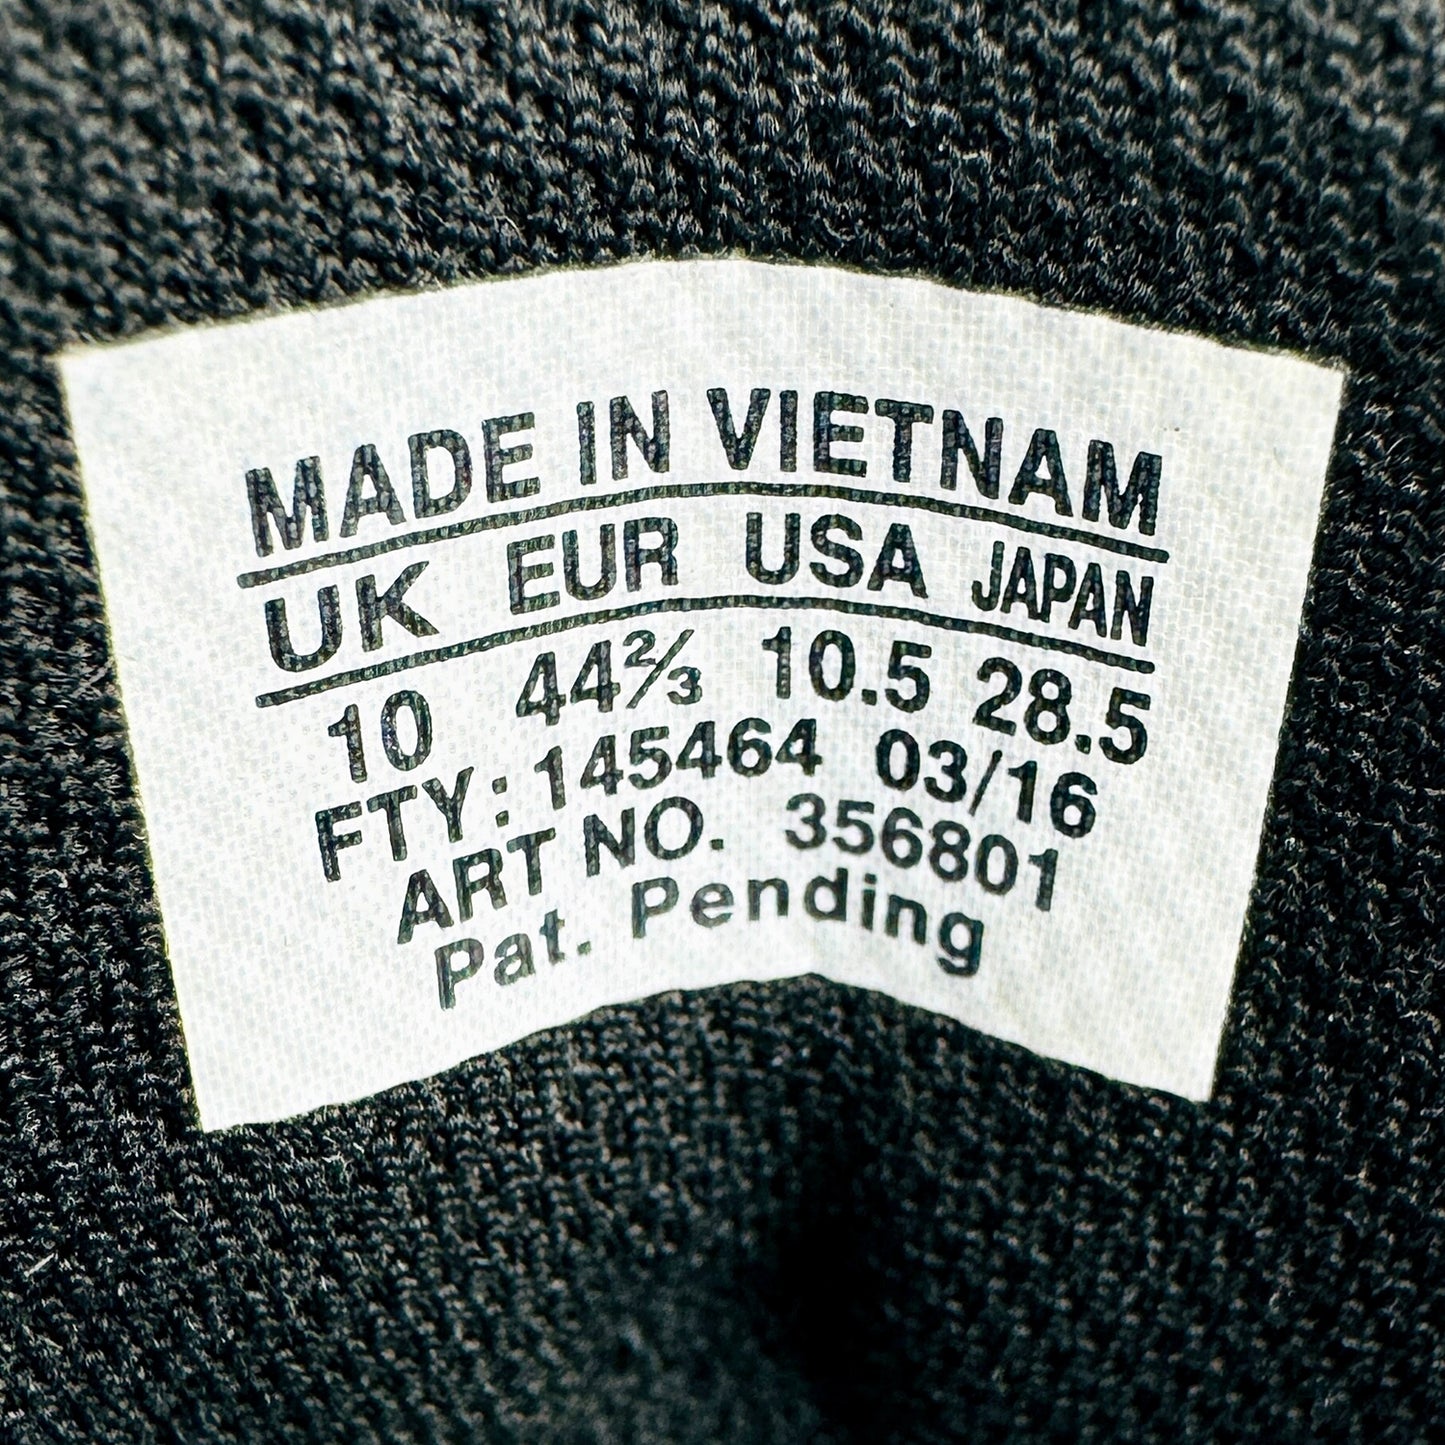 MADE IN VIETNAM
UK EUR USA JAPAN
10 44⅔ 10.5 28.5
FTY: 145464 03/16
ART NO. 356801
Pat. Pending